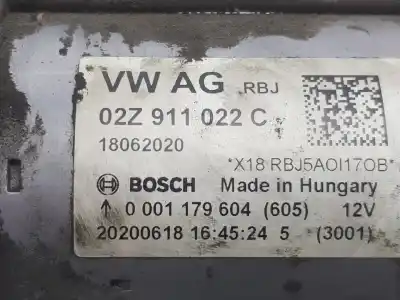 VW AG RBJ
02Z 911 022 C
18062020
*X18 RBJ5AOI17OB*
BOSCH Made in Hungary
↑ 0 001 179 604 (605) 12V
20200618 16:45:24 5 (3001)